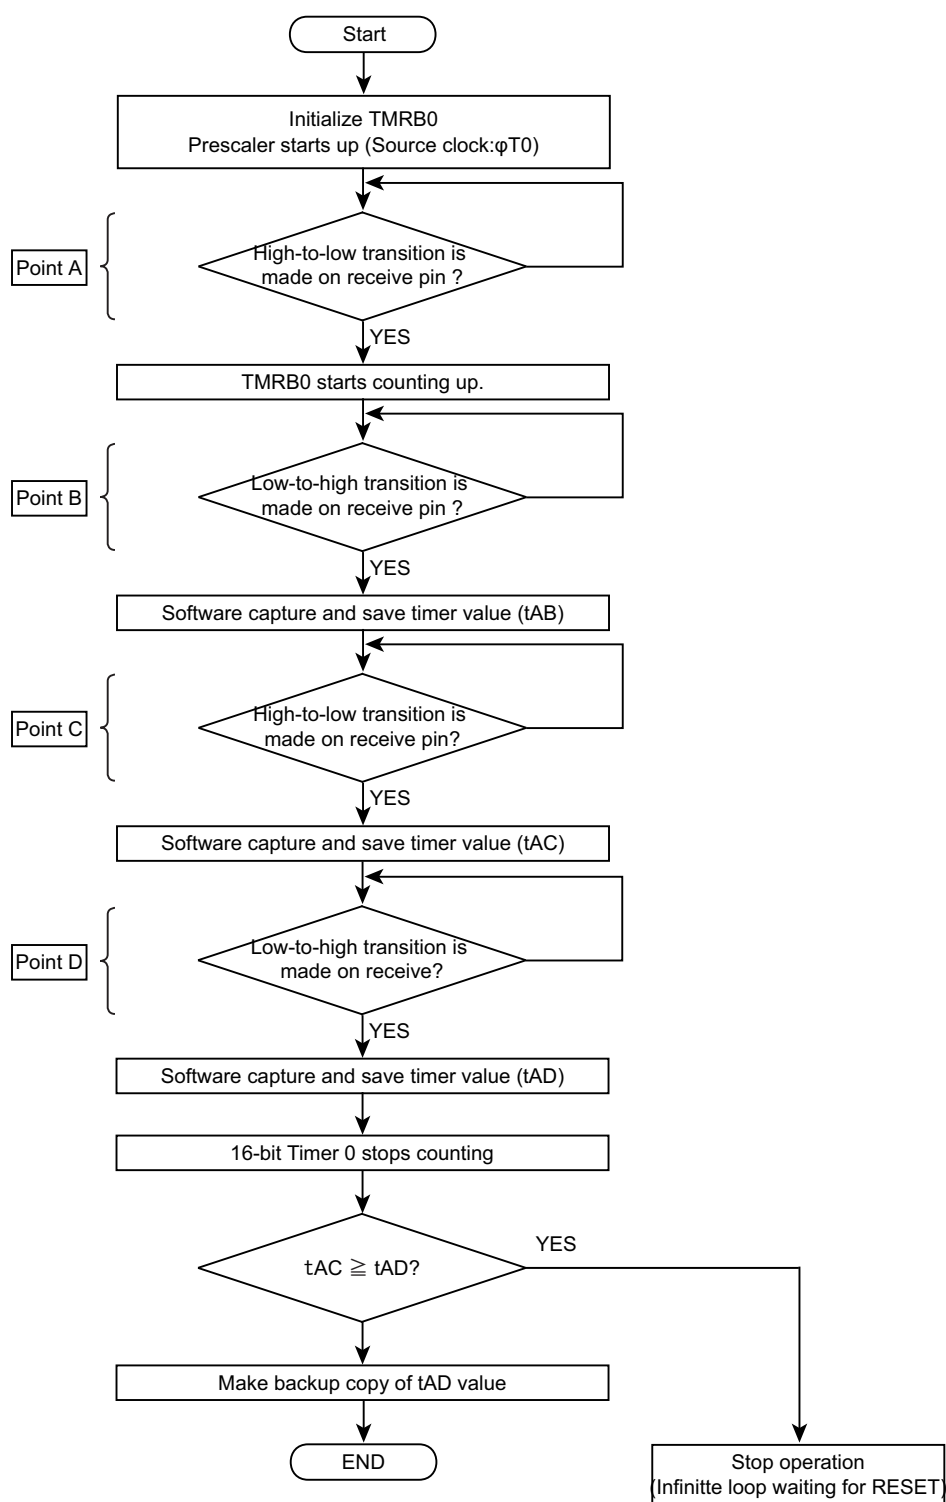 Start
Initialize TMRB0
Prescaler starts up (Source clock:φT0)
Point A
High-to-low transition is
made on receive pin ?
YES
TMRB0 starts counting up.
Point B
Low-to-high transition is
made on receive pin ?
YES
Software capture and save timer value (tAB)
Point C
High-to-low transition is
made on receive pin?
YES
Software capture and save timer value (tAC)
Point D
Low-to-high transition is
made on receive?
YES
Software capture and save timer value (tAD)
16-bit Timer 0 stops counting
YES
tAC ≧ tAD?
Make backup copy of tAD value
END
Stop operation
(Infinitte loop waiting for RESET)